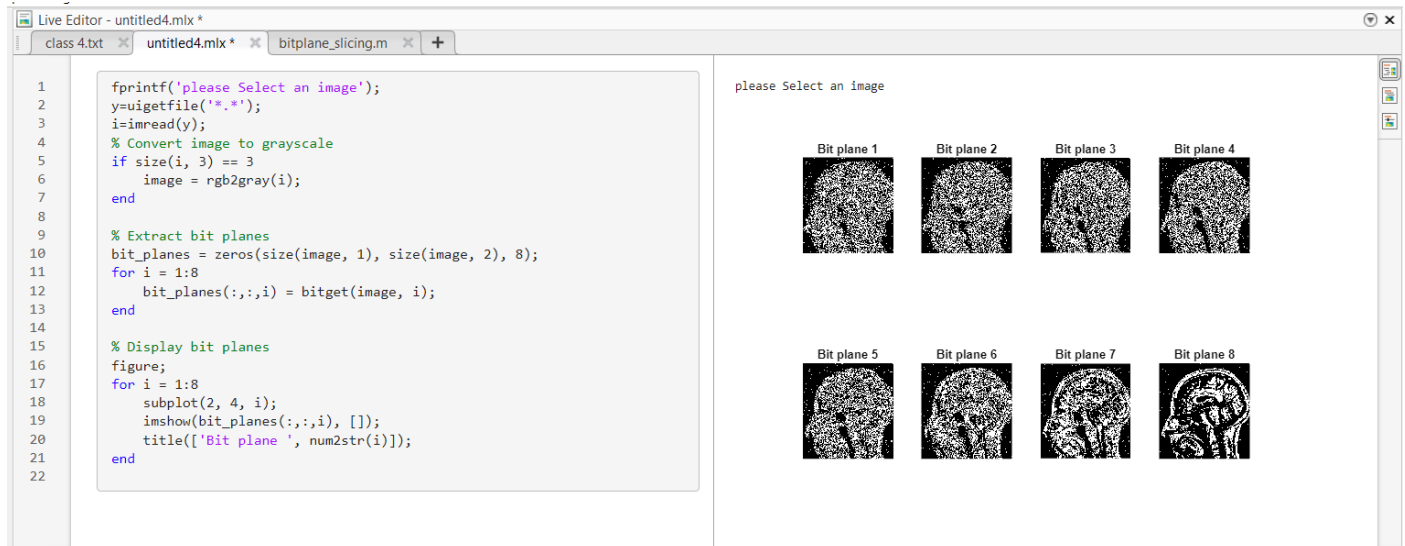 Live Editor - untitled4.mlx *
class 4.txt untitled4.mlx * bitplane_slicing.m +
1 fprintf('please Select an image');
2 y=uigetfile('*.*');
3 i=imread(y);
4 % Convert image to grayscale
5 if size(i, 3) == 3
6 image = rgb2gray(i);
7 end
8
9 % Extract bit planes
10 bit_planes = zeros(size(image, 1), size(image, 2), 8);
11 for i = 1:8
12 bit_planes(:,:,i) = bitget(image, i);
13 end
14
15 % Display bit planes
16 figure;
17 for i = 1:8
18 subplot(2, 4, i);
19 imshow(bit_planes(:,:,i), []);
20 title(['Bit plane ', num2str(i)]);
21 end
22
please Select an image
Bit plane 1 Bit plane 2 Bit plane 3 Bit plane 4
Bit plane 5 Bit plane 6 Bit plane 7 Bit plane 8